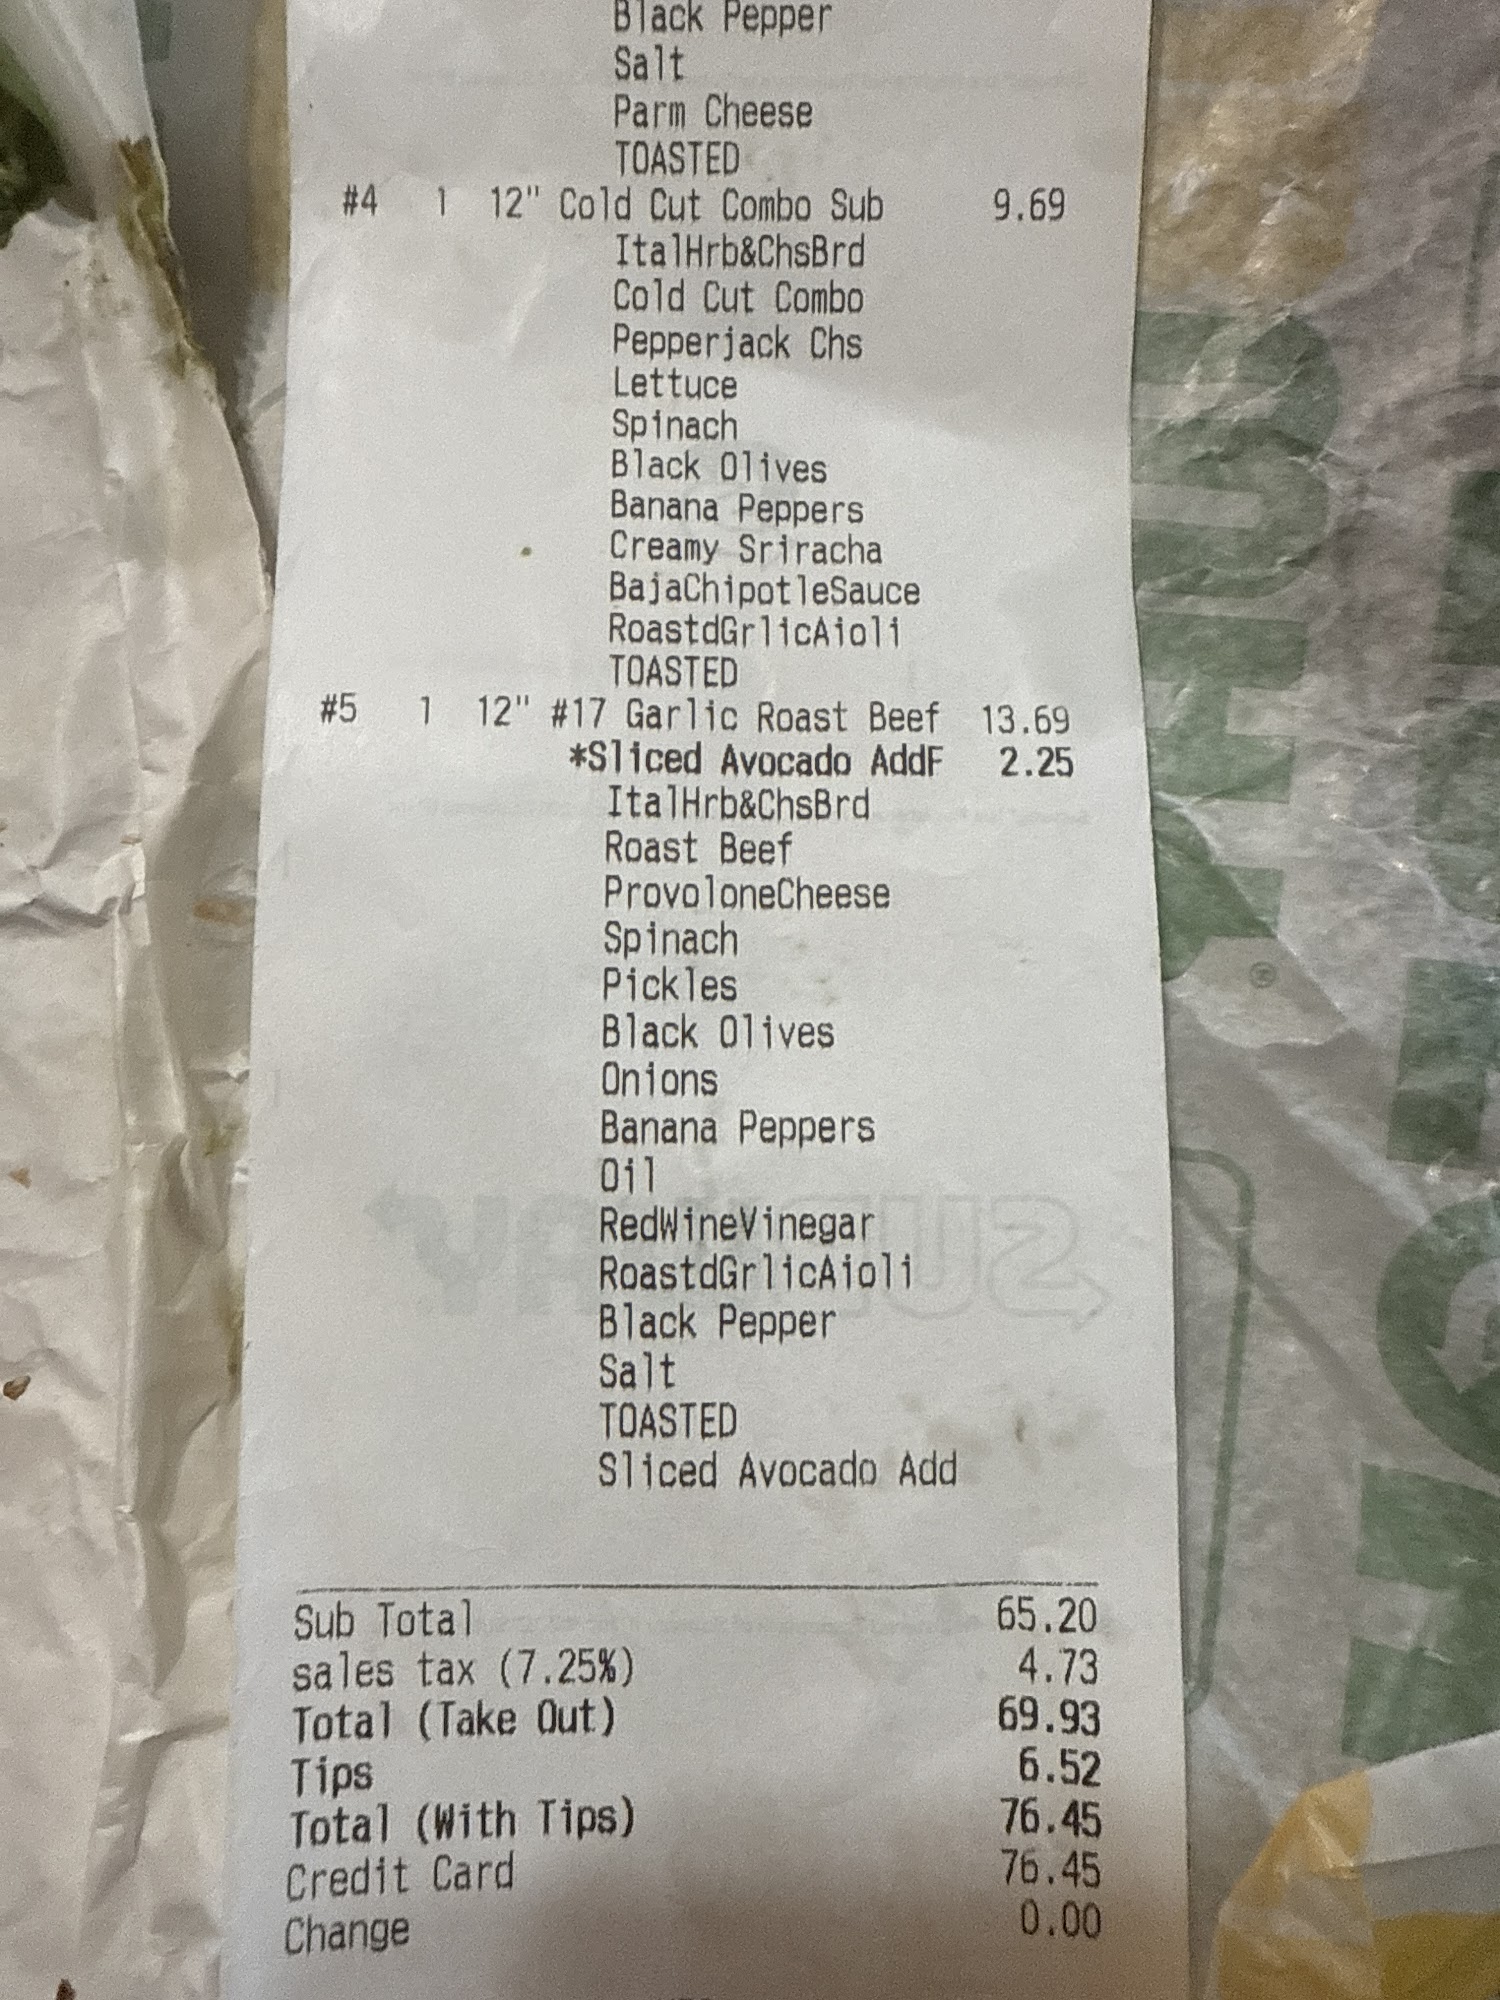 Black Pepper
Salt
Parm Cheese
TOASTED
#4 1 12" Cold Cut Combo Sub 9.69
ItalHrb&ChsBrd
Cold Cut Combo
Pepperjack Chs
Lettuce
Spinach
Black Olives
Banana Peppers
Creamy Sriracha
BajaChipotleSauce
RoastdGrlicAioli
TOASTED
#5 1 12" #17 Garlic Roast Beef 13.69
*Sliced Avocado AddF 2.25
ItalHrb&ChsBrd
Roast Beef
ProvoloneCheese
Spinach
Pickles
Black Olives
Onions
Banana Peppers
Oil
RedWineVinegar
RoastdGrlicAioli
Black Pepper
Salt
TOASTED
Sliced Avocado Add
Sub Total 65.20
sales tax (7.25%) 4.73
Total (Take Out) 69.93
Tips 6.52
Total (With Tips) 76.45
Credit Card 76.45
Change 0.00